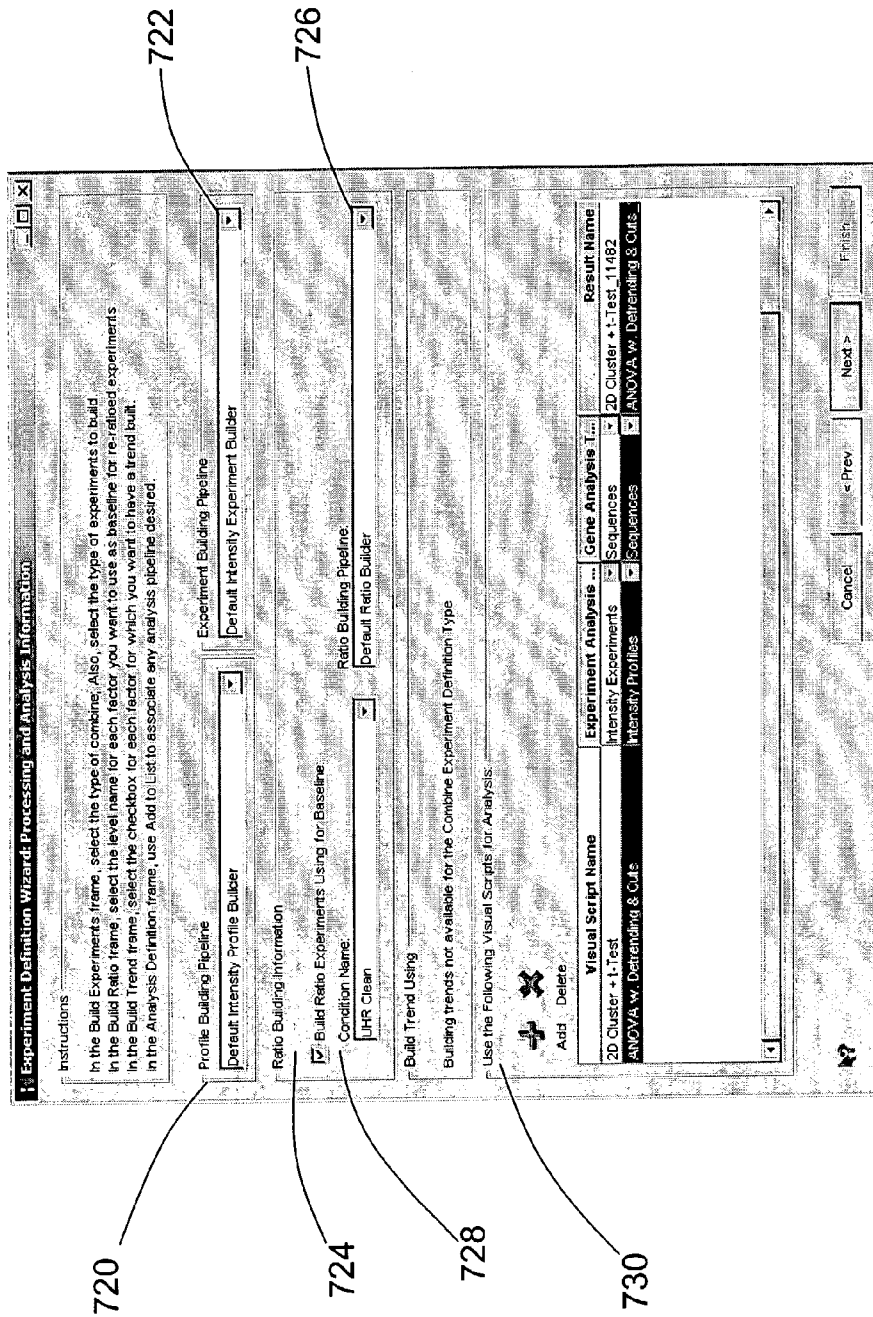 Experiment Definition Wizard: Processing and Analysis Information
Instructions
In the Build Experiments frame, select the type of combine; Also, select the type of experiments to build.
In the Build Ratio frame, select the level name for each factor you want to use as baseline for re-ratioed experiments
In the Build Trend frame, select the checkbox for each factor for which you want to have a trend built.
In the Analysis Definition frame, use Add to List to associate any analysis pipeline desired.
Profile Building Pipeline
Default Intensity Profile Builder
Experiment Building Pipeline
Default Intensity Experiment Builder
Ratio Building Information
Build Ratio Experiments Using for Baseline:
Condition Name:
UHR Clean
Ratio Building Pipeline:
Default Ratio Builder
Build Trend Using
Building trends not available for the Combine Experiment Definition Type
Use the Following Visual Scripts for Analysis:
Add Delete
Visual Script Name Experiment Analysis ... Gene Analysis T... Result Name
2D Cluster + t-Test Intensity Experiments Sequences 2D Cluster + t-Test_11482
ANOVA w. Detrending & Cuts Intensity Profiles Sequences ANOVA w. Detrending & Cuts
Cancel < Prev Next > Finish
720
722
724
726
728
730